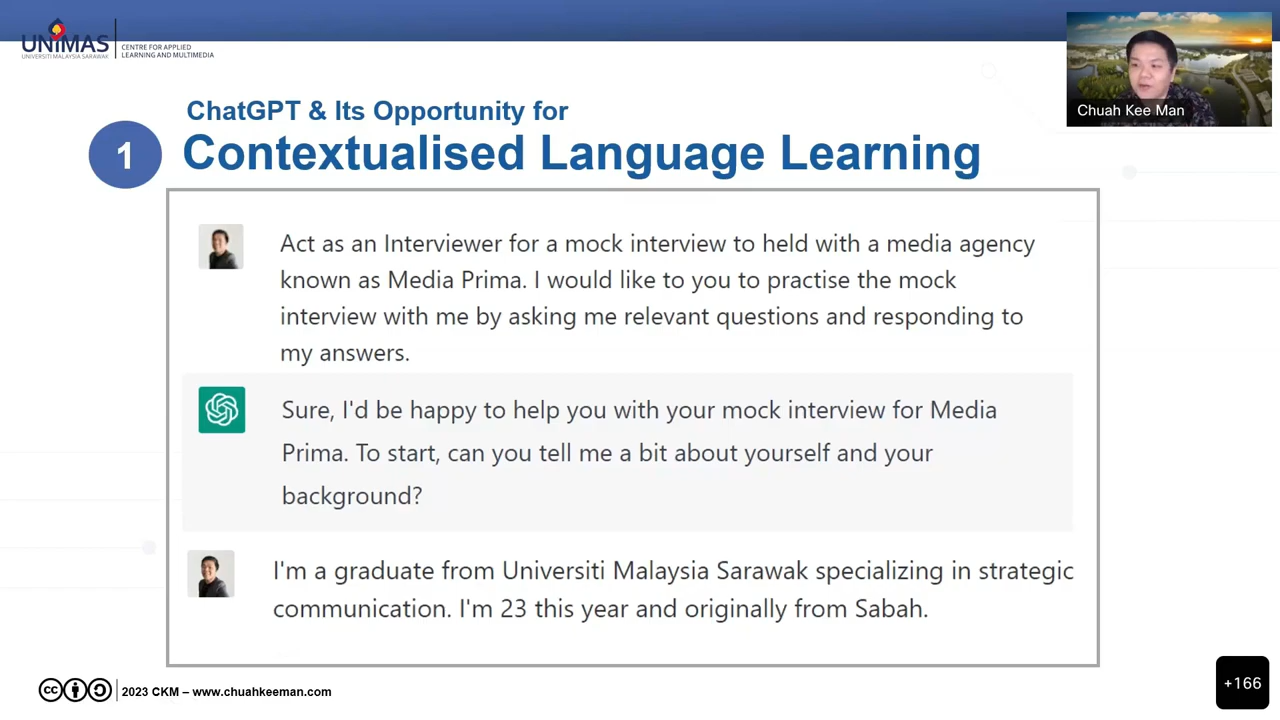 UNIMAS
UNIVERSITI MALAYSIA SARAWAK
CENTRE FOR APPLIED
LEARNING AND MULTIMEDIA
Chuah Kee Man
ChatGPT & Its Opportunity for
1
Contextualised Language Learning
Act as an Interviewer for a mock interview to held with a media agency
known as Media Prima. I would like to you to practise the mock
interview with me by asking me relevant questions and responding to
my answers.
Sure, I'd be happy to help you with your mock interview for Media
Prima. To start, can you tell me a bit about yourself and your
background?
I'm a graduate from Universiti Malaysia Sarawak specializing in strategic
communication. I'm 23 this year and originally from Sabah.
cc
2023 CKM – www.chuahkeeman.com
+166